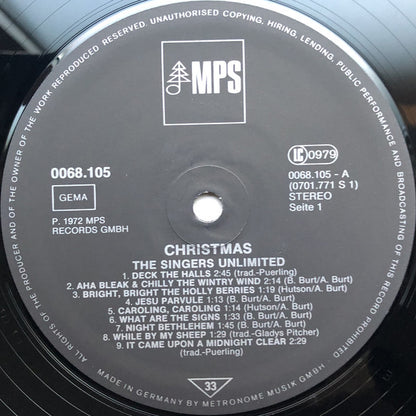 ALL RIGHTS OF THE PRODUCER AND OF THE OWNER OF THE WORK REPRODUCED RESERVED. UNAUTHORISED COPYING, HIRING, LENDING, PUBLIC PERFORMANCE AND BROADCASTING OF THIS RECORD PROHIBITED
MPS
0068.105
GEMA
P. 1972 MPS
RECORDS GMBH
LC 0979
0068.105 - A
(0701.771 S 1)
STEREO
Seite 1
CHRISTMAS
THE SINGERS UNLIMITED
1. DECK THE HALLS 2:45 (trad.-Puerling)
2. AHA BLEAK & CHILLY THE WINTRY WIND 2:14 (B. Burt/A. Burt)
3. BRIGHT, BRIGHT THE HOLLY BERRIES 1:19 (Hutson/A. Burt)
4. JESU PARVULE 1:13 (B. Burt/A. Burt)
5. CAROLING, CAROLING 1:14 (Hutson/A. Burt)
6. WHAT ARE THE SIGNS 1:33 (B. Burt/A. Burt)
7. NIGHT BETHLEHEM 1:45 (B. Burt/A. Burt)
8. WHILE BY MY SHEEP 1:29 (trad.-Gladys Pitcher)
9. IT CAME UPON A MIDNIGHT CLEAR 2:29
(trad.-Puerling)
33
MADE IN GERMANY BY METRONOME MUSIK GMBH